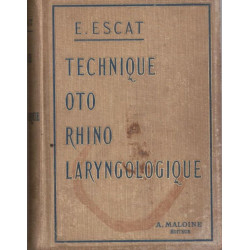 E. ESCAT
TECHNIQUE
OTO
RHINO
LARYNGOLOGIQUE
A. MALOINE